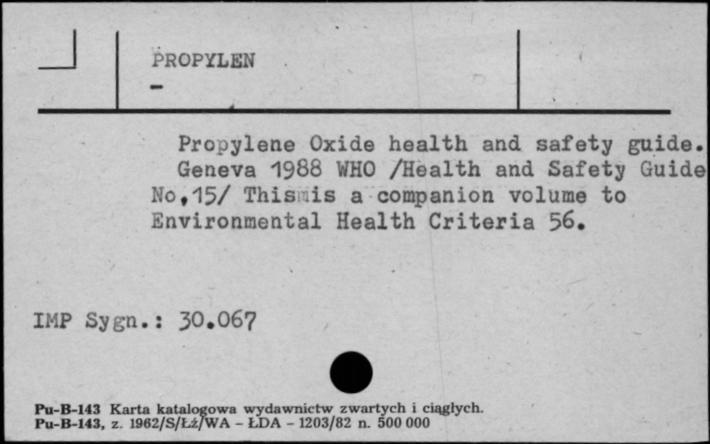 PROPYLEN
-
Propylene Oxide health and safety guide.
Geneva 1988 WHO /Health and Safety Guide
No,15/ This is a companion volume to
Environmental Health Criteria 56.
IMP Sygn.: 30.067
Pu-B-143 Karta katalogowa wydawnictw zwartych i ciągłych.
Pu-B-143, z. 1962/S/Łż/WA - ŁDA - 1203/82 n. 500 000